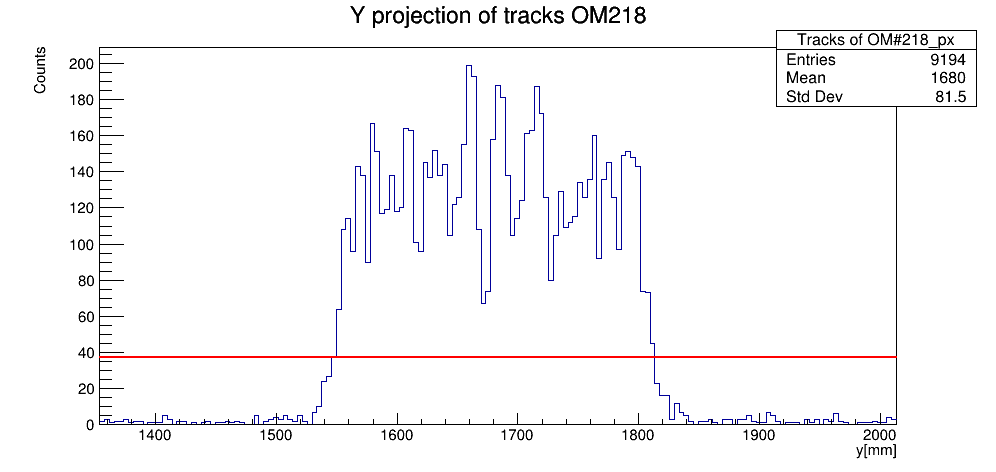 Y projection of tracks OM218
Tracks of OM#218_px
Entries 9194
Mean 1680
Std Dev 81.5
Counts
200
180
160
140
120
100
80
60
40
20
0
1400 1500 1600 1700 1800 1900 2000
y[mm]